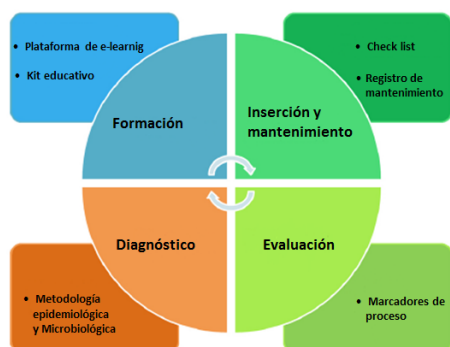 • Plataforma de e-learnig
• Kit educativo
• Check list
• Registro de
mantenimiento
Formación
Inserción y
mantenimiento
Diagnóstico
Evaluación
• Metodología
epidemiológica
y Microbiológica
• Marcadores de
proceso